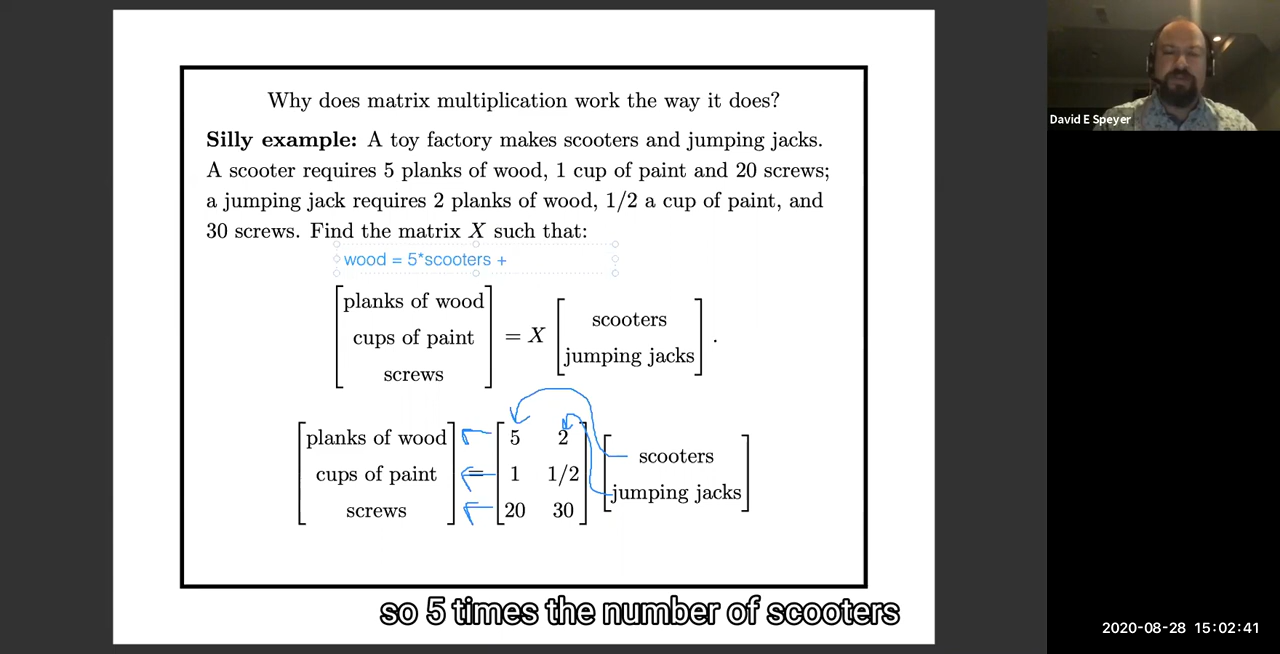 Why does matrix multiplication work the way it does?
Silly example: A toy factory makes scooters and jumping jacks.
A scooter requires 5 planks of wood, 1 cup of paint and 20 screws;
a jumping jack requires 2 planks of wood, 1/2 a cup of paint, and
30 screws. Find the matrix X such that:
wood = 5*scooters +
planks of wood
cups of paint
screws
= X
scooters
jumping jacks
.
planks of wood
cups of paint
screws
=
5 2
1 1/2
20 30
scooters
jumping jacks
so 5 times the number of scooters
David E Speyer
2020-08-28 15:02:41